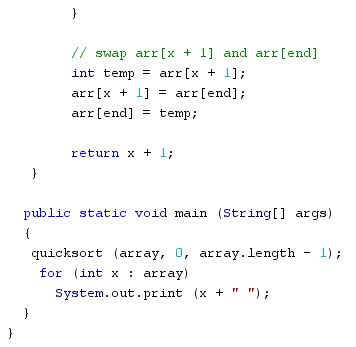 }
// swap arr[x + 1] and arr[end]
int temp = arr[x + 1];
arr[x + 1] = arr[end];
arr[end] = temp;
return x + 1;
}
public static void main (String[] args)
{
quicksort (array, 0, array.length - 1);
for (int x : array)
System.out.print (x + " ");
}
}